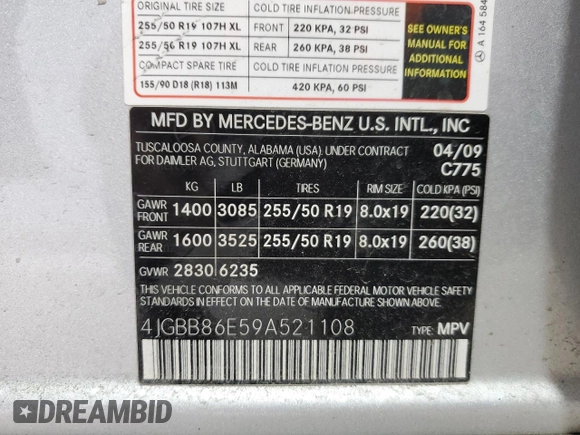 ORIGINAL TIRE SIZE COLD TIRE INFLATION PRESSURE
255/50 R19 107H XL FRONT 220 KPA, 32 PSI
255/50 R19 107H XL REAR 260 KPA, 38 PSI
COMPACT SPARE TIRE COLD TIRE INFLATION PRESSURE
155/90 D18 (R18) 113M 420 KPA, 60 PSI
SEE OWNER'S
MANUAL FOR
ADDITIONAL
INFORMATION
A 164 584
MFD BY MERCEDES-BENZ U.S. INTL., INC
TUSCALOOSA COUNTY, ALABAMA (USA) UNDER CONTRACT
FOR DAIMLER AG, STUTTGART (GERMANY)
04/09
C775
KG LB TIRES RIM SIZE COLD KPA (PSI)
GAWR FRONT 1400 3085 255/50 R19 8.0x19 220(32)
GAWR REAR 1600 3525 255/50 R19 8.0x19 260(38)
GVWR 2830 6235
THIS VEHICLE CONFORMS TO ALL APPLICABLE FEDERAL MOTOR VEHICLE SAFETY
AND THEFT PREVENTION STANDARDS IN EFFECT ON THE DATE OF MANUFACTURE SHOWN ABOVE.
4JGBB86E59A521108 TYPE: MPV
DREAMBID